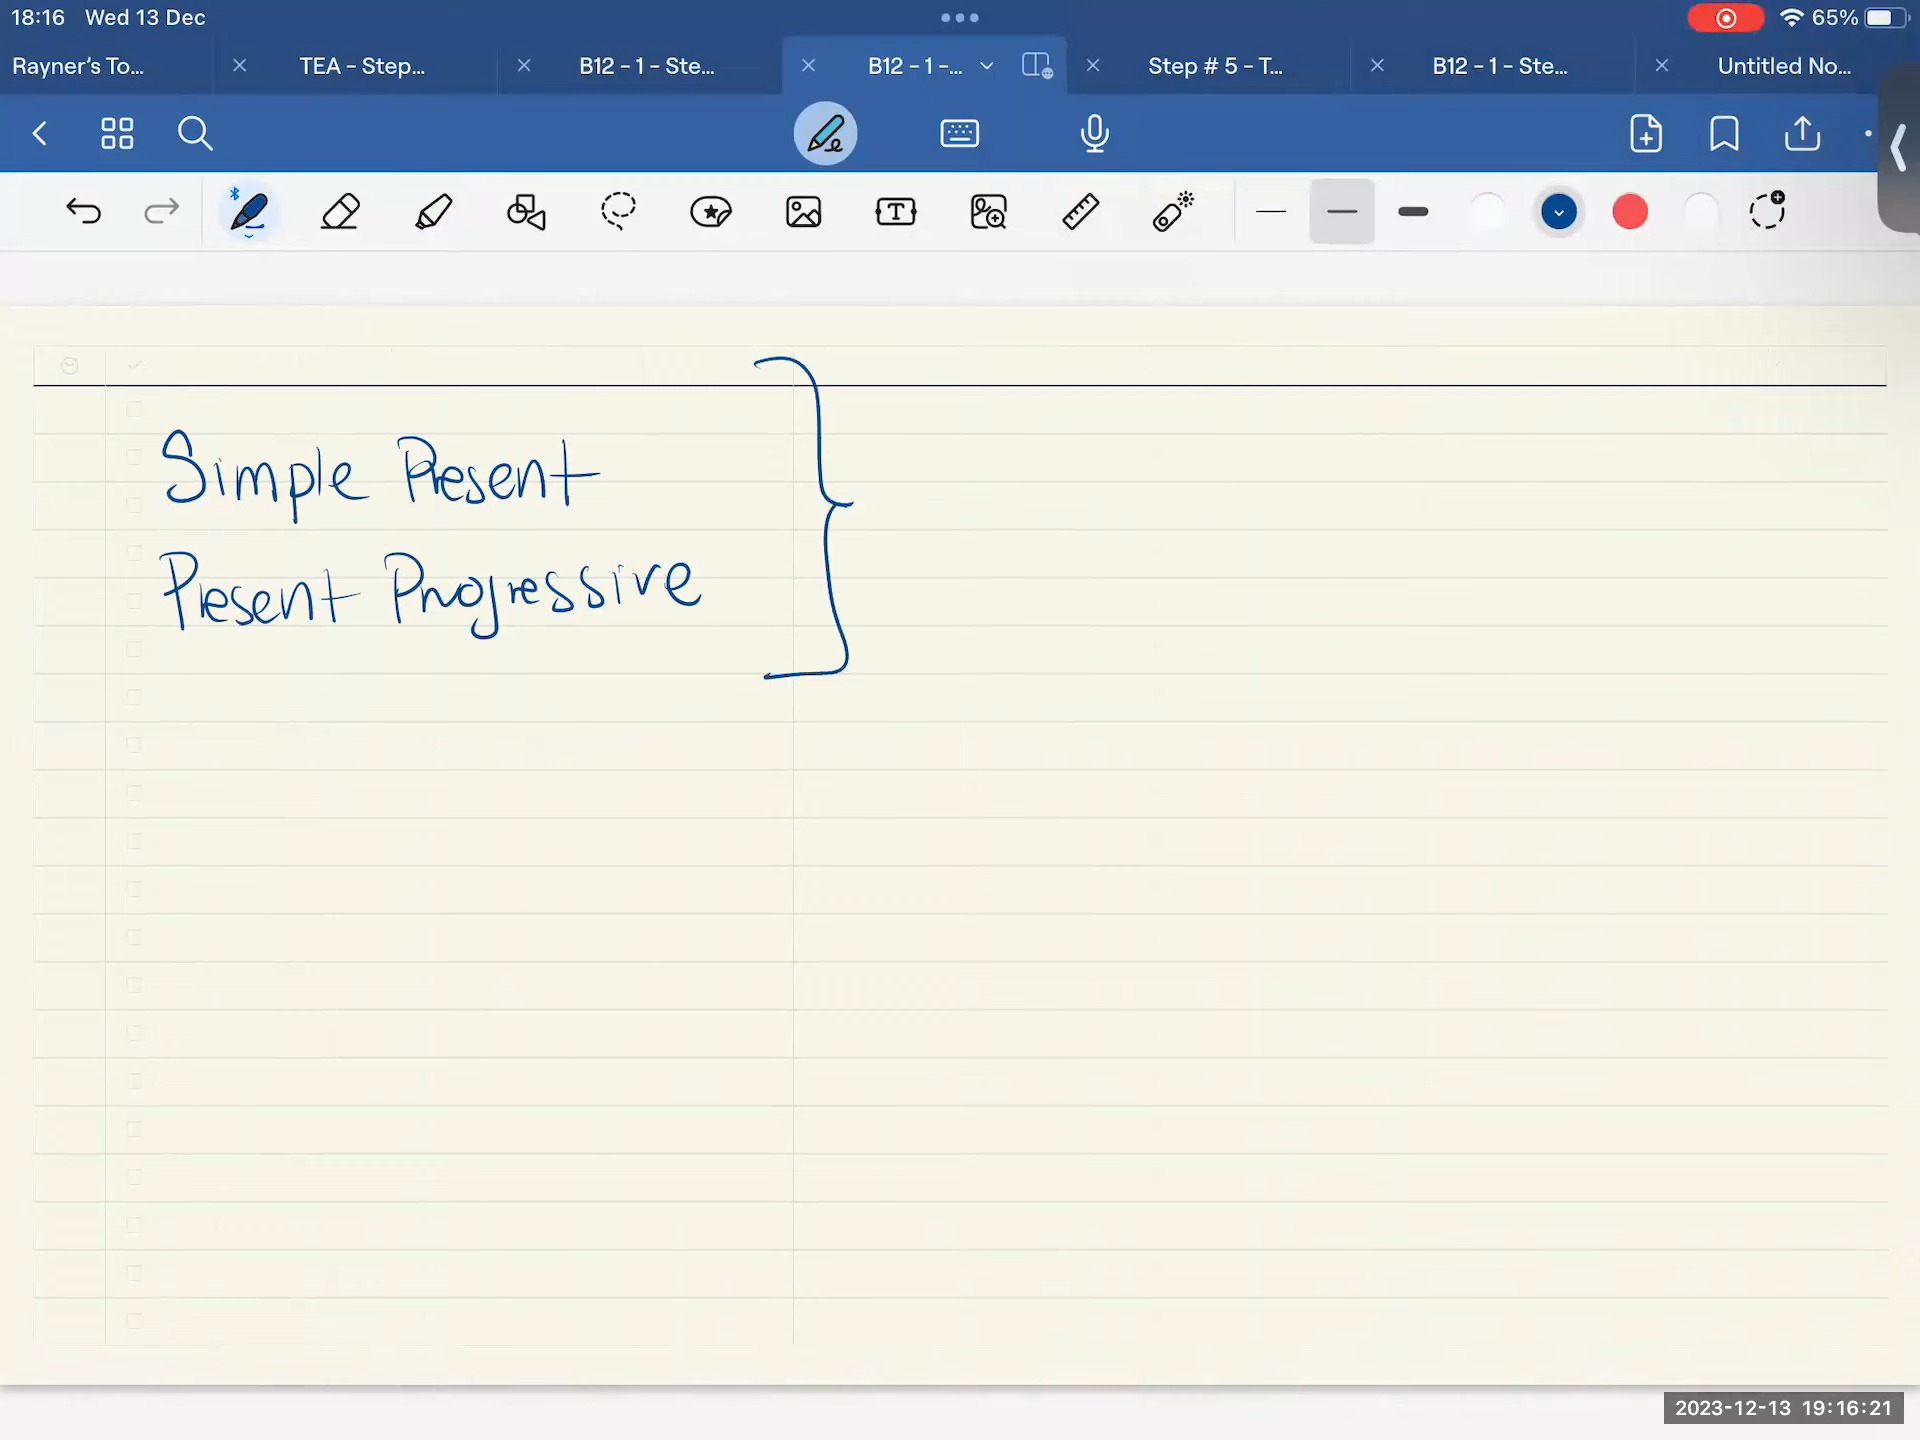 18:16 Wed 13 Dec
65%
Rayner's To... TEA - Step... B12 - 1 - Ste... B12 - 1 -... Step # 5 - T... B12 - 1 - Ste... Untitled No...
Simple Present
Present Progressive
2023-12-13 19:16:21